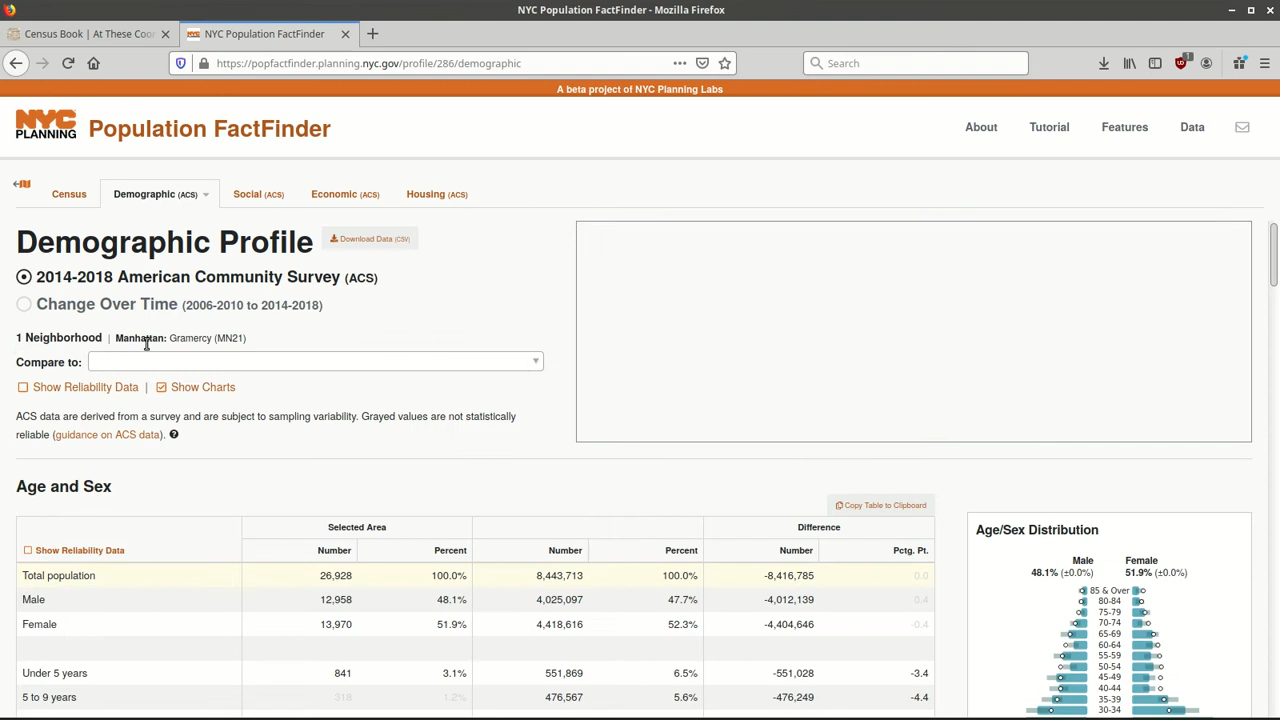 NYC Population FactFinder - Mozilla Firefox
Census Book | At These Coor
NYC Population FactFinder
https://popfactfinder.planning.nyc.gov/profile/286/demographic
Search
1
A beta project of NYC Planning Labs
NYC
PLANNING
Population FactFinder
About
Tutorial
Features
Data
Census
Demographic (ACS)
Social (ACS)
Economic (ACS)
Housing (ACS)
Demographic Profile
Download Data (CSV)
2014-2018 American Community Survey (ACS)
Change Over Time (2006-2010 to 2014-2018)
1 Neighborhood | Manhattan: Gramercy (MN21)
Compare to:
Show Reliability Data | Show Charts
ACS data are derived from a survey and are subject to sampling variability. Grayed values are not statistically
reliable (guidance on ACS data).
Age and Sex
Copy Table to Clipboard
Selected Area Difference
Show Reliability Data Number Percent Number Percent Number Pctg. Pt.
Total population 26,928 100.0% 8,443,713 100.0% -8,416,785 0.0
Male 12,958 48.1% 4,025,097 47.7% -4,012,139 0.4
Female 13,970 51.9% 4,418,616 52.3% -4,404,646 -0.4
Under 5 years 841 3.1% 551,869 6.5% -551,028 -3.4
5 to 9 years 318 1.2% 476,567 5.6% -476,249 -4.4
Age/Sex Distribution
Male Female
48.1% (±0.0%) 51.9% (±0.0%)
85 & Over
80-84
75-79
70-74
65-69
60-64
55-59
50-54
45-49
40-44
35-39
30-34